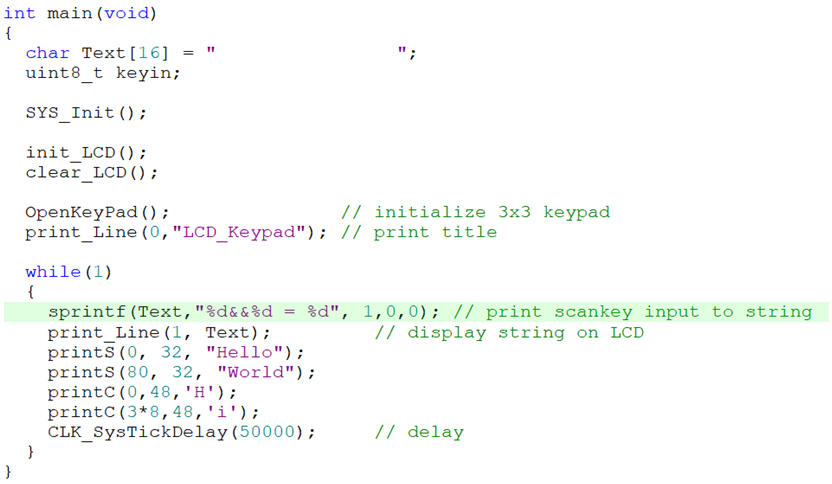 int main(void)
{
  char Text[16] = "                ";
  uint8_t keyin;

  SYS_Init();

  init_LCD();
  clear_LCD();

  OpenKeyPad();               // initialize 3x3 keypad
  print_Line(0,"LCD_Keypad"); // print title

  while(1)
  {
    sprintf(Text,"%d&&%d = %d", 1,0,0); // print scankey input to string
    print_Line(1, Text);         // display string on LCD
    printS(0, 32, "Hello");
    printS(80, 32, "World");
    printC(0,48,'H');
    printC(3*8,48,'i');
    CLK_SysTickDelay(50000);     // delay
  }
}